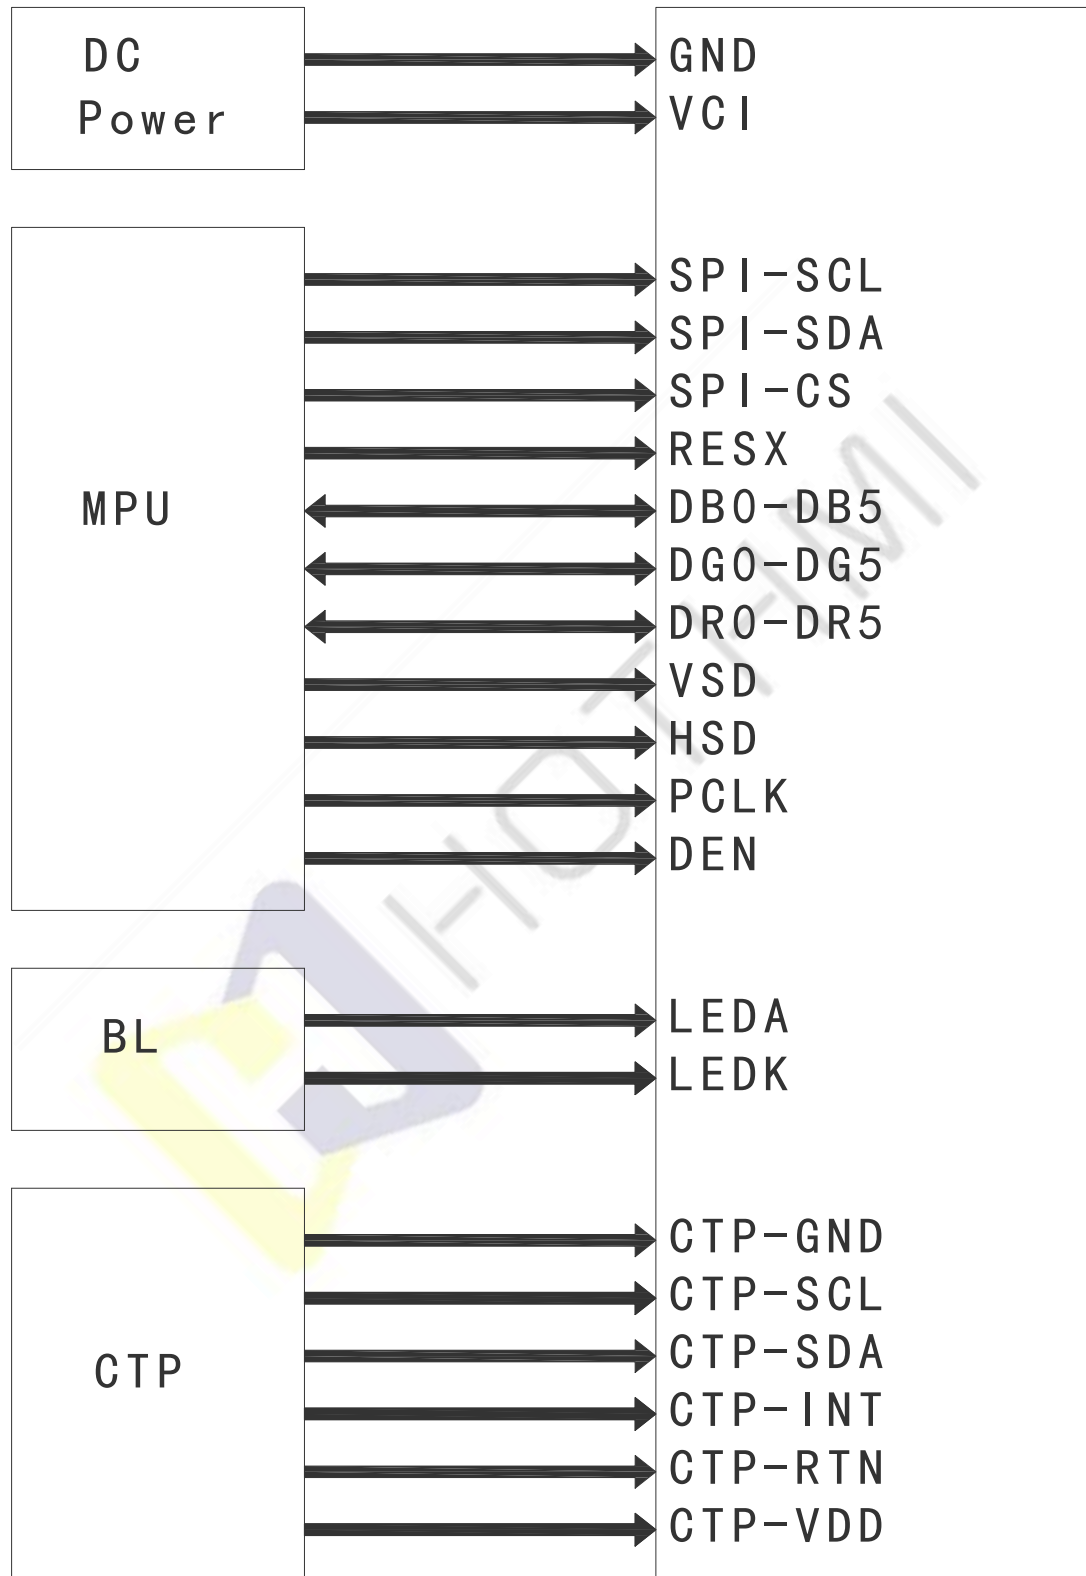 DC
Power
GND
VCI
MPU
SPI-SCL
SPI-SDA
SPI-CS
RESX
DB0-DB5
DG0-DG5
DR0-DR5
VSD
HSD
PCLK
DEN
BL
LEDA
LEDK
CTP
CTP-GND
CTP-SCL
CTP-SDA
CTP-INT
CTP-RTN
CTP-VDD
HOTHMI